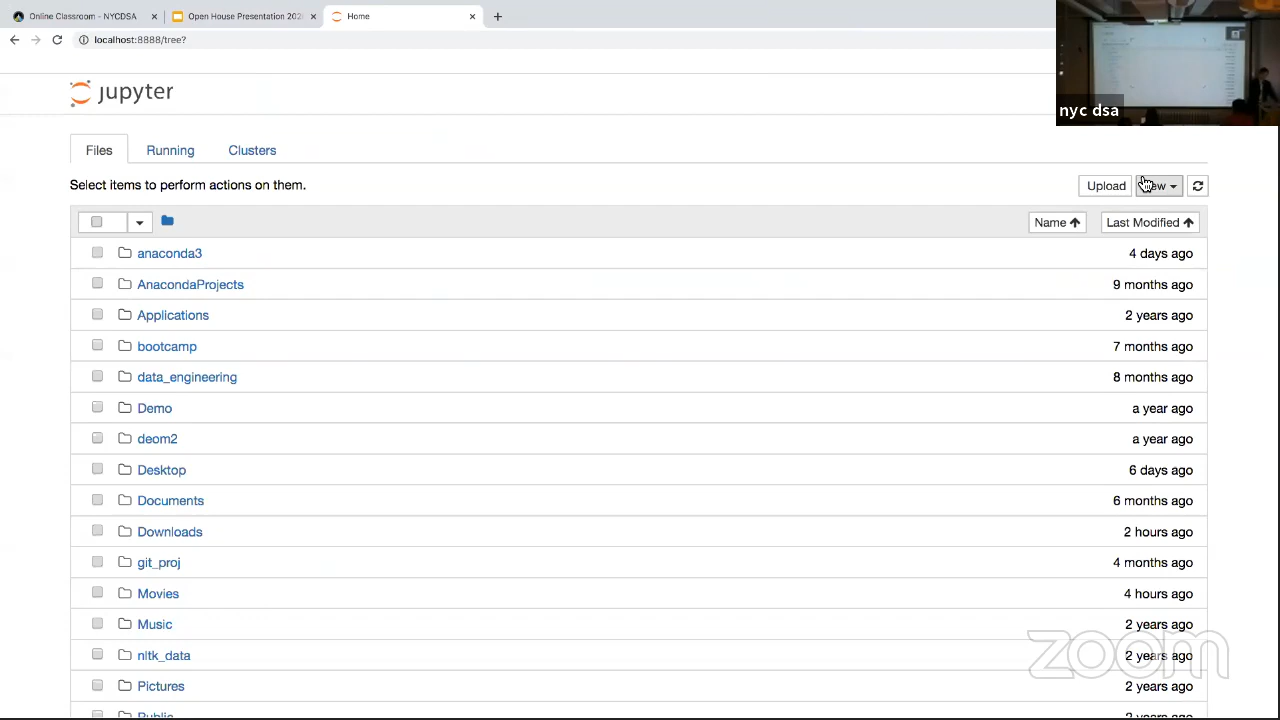 Online Classroom - NYCDSA
Open House Presentation 202
Home
localhost:8888/tree?
nyc dsa
jupyter
Files Running Clusters
Select items to perform actions on them.
Upload
Name Last Modified
anaconda3 4 days ago
AnacondaProjects 9 months ago
Applications 2 years ago
bootcamp 7 months ago
data_engineering 8 months ago
Demo a year ago
deom2 a year ago
Desktop 6 days ago
Documents 6 months ago
Downloads 2 hours ago
git_proj 4 months ago
Movies 4 hours ago
Music 2 years ago
nltk_data 2 years ago
Pictures 2 years ago
zoom